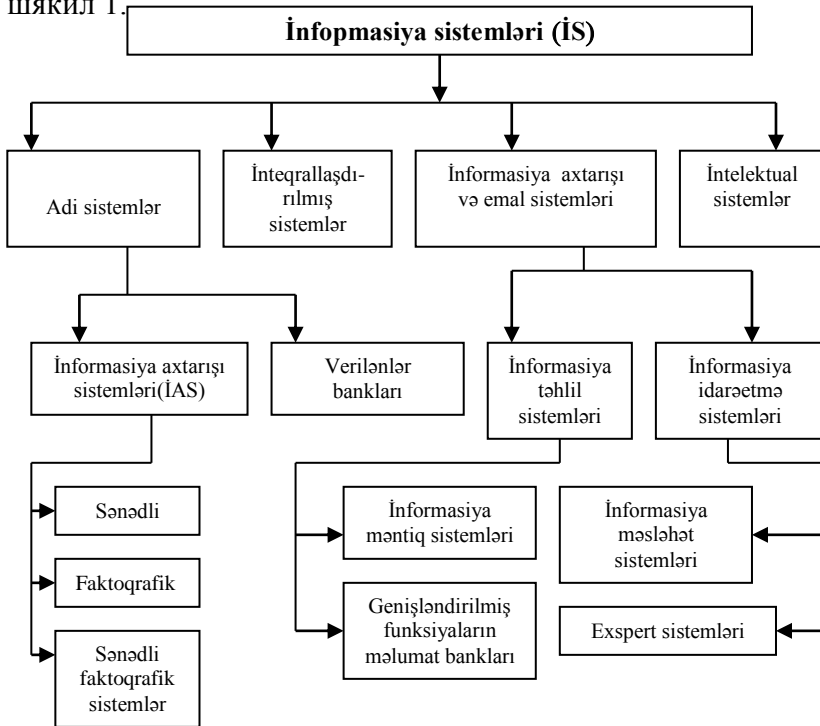 шякил 1.
İnfopmasiya sistemləri (İS)
Adi sistemlər
İnteqrallaşdı-
rılmış
sistemlər
İnformasiya axtarışı
və emal sistemləri
İntelektual
sistemlər
İnformasiya axtarışı
sistemləri(İAS)
Verilənlər
bankları
İnformasiya
təhlil
sistemləri
İnformasiya
idarəetmə
sistemləri
Sənədli
Faktoqrafik
Sənədli
faktoqrafik
sistemlər
İnformasiya
məntiq sistemləri
Genişləndirilmiş
funksiyaların
məlumat bankları
İnformasiya
məsləhət
sistemləri
Exspert sistemləri